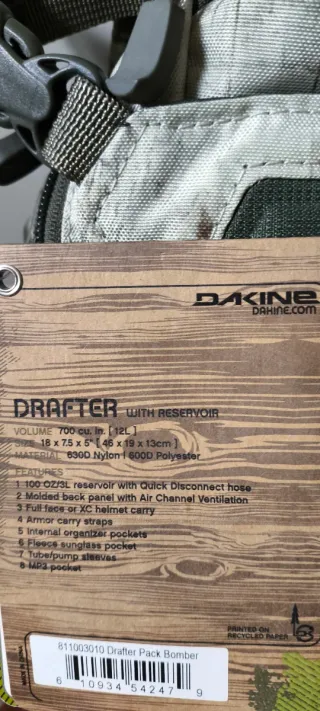 DAKINE
DAKINE.COM
DRAFTER WITH RESERVOIR
VOLUME 700 cu. in. [ 12L ]
SIZE 18 x 7.5 x 5" [ 46 x 19 x 13cm ]
MATERIAL 630D Nylon | 600D Polyester
FEATURES
1 100 OZ/3L reservoir with Quick Disconnect hose
2 Molded back panel with Air Channel Ventilation
3 Full face or XC helmet carry
4 Armor carry straps
5 Internal organizer pockets
6 Fleece sunglass pocket
7 Tube/pump sleeves
8 MP3 pocket
PRINTED ON
RECYCLED PAPER
811003010 Drafter Pack Bomber
6 10934 54247 9